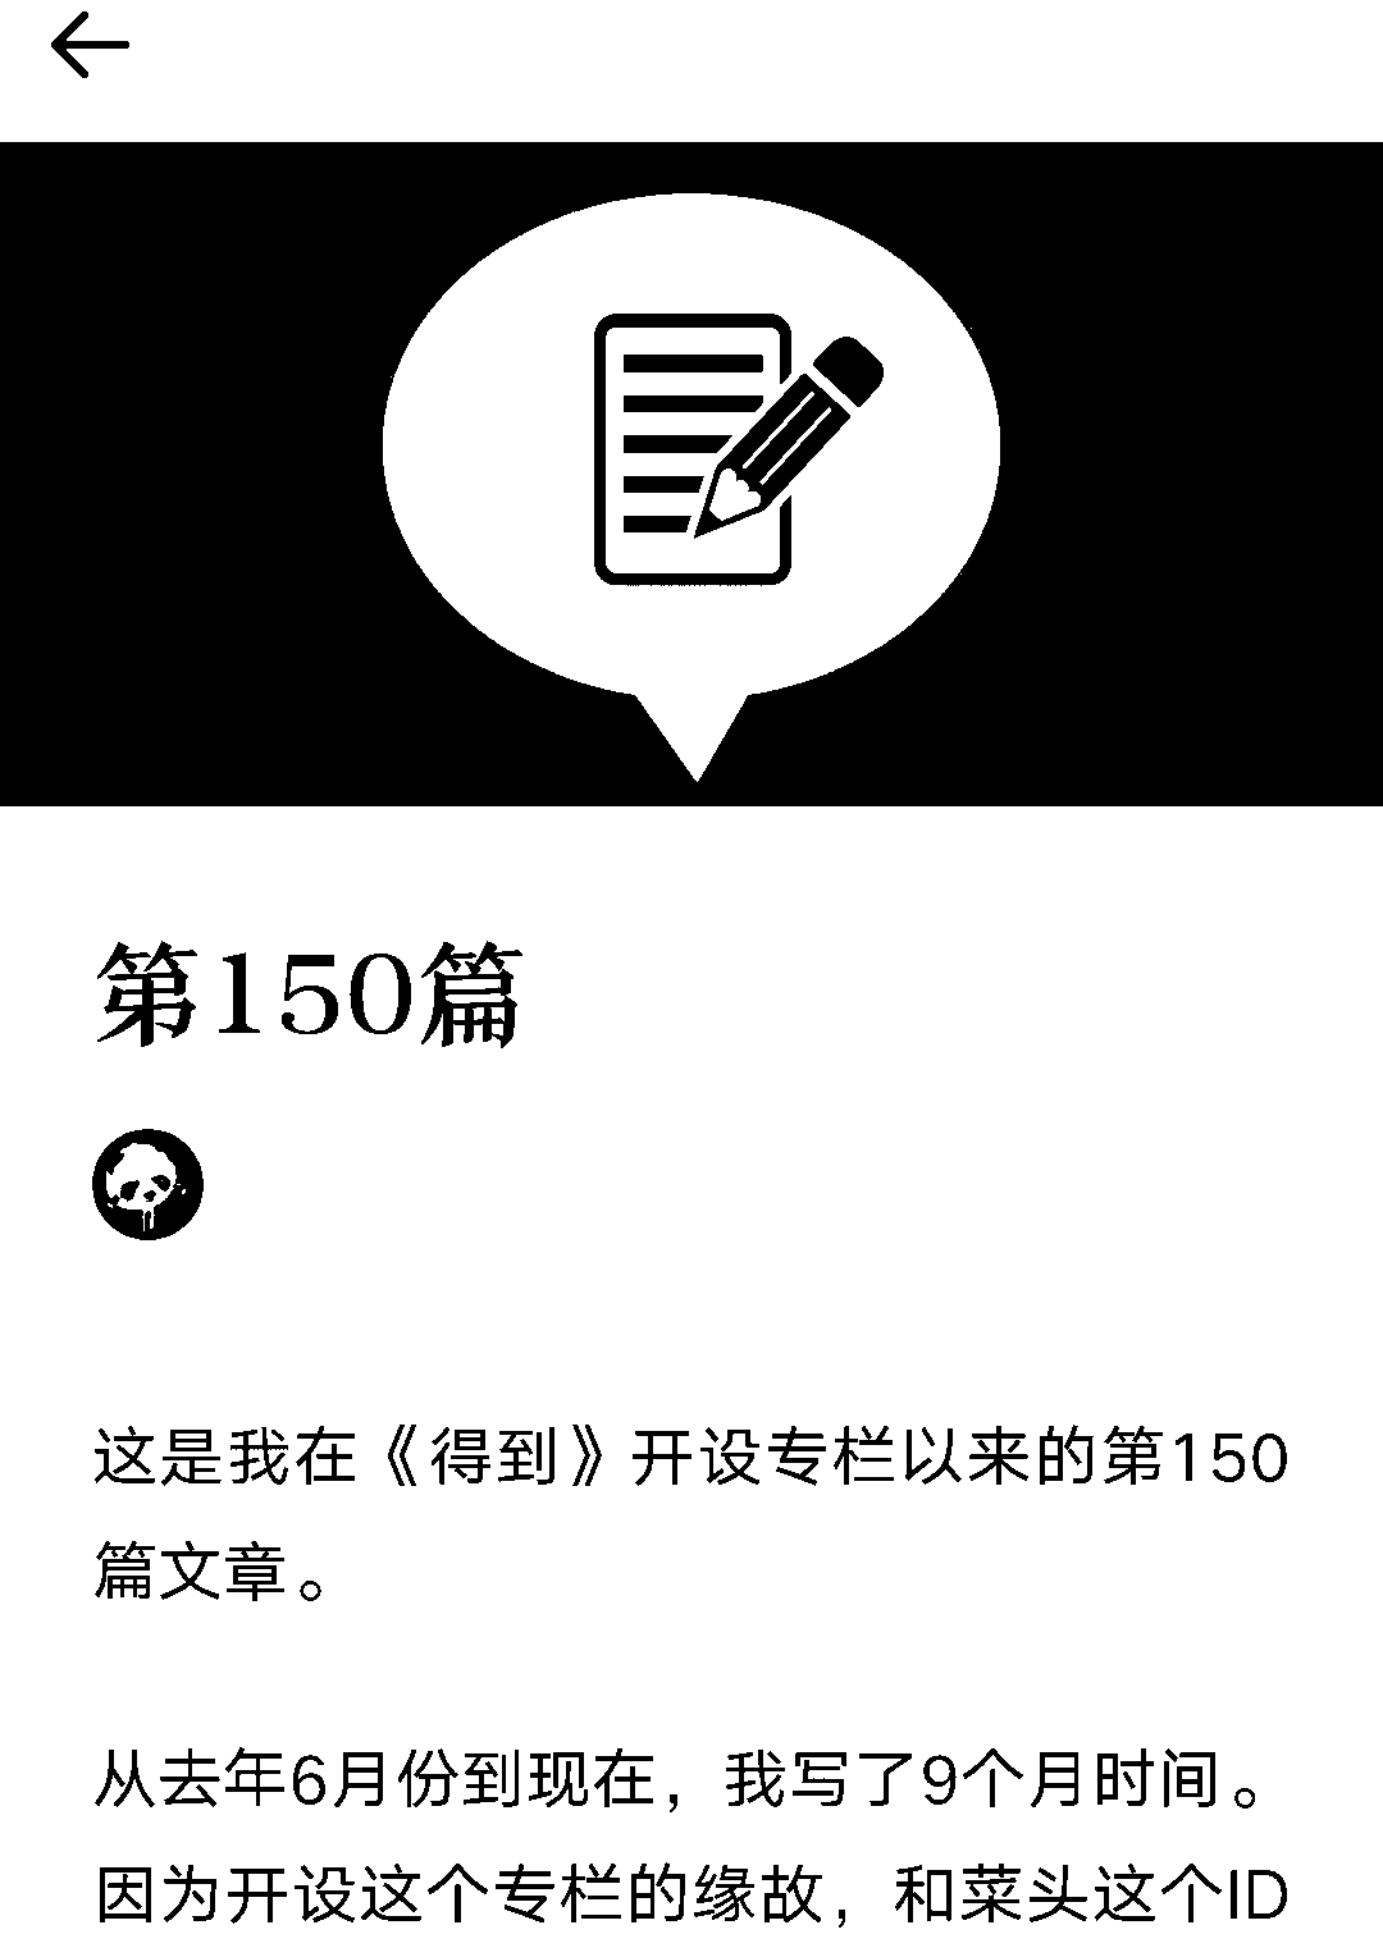 第150篇
这是我在《得到》开设专栏以来的第150
篇文章。
从去年6月份到现在，我写了9个月时间。
因为开设这个专栏的缘故，和菜头这个ID